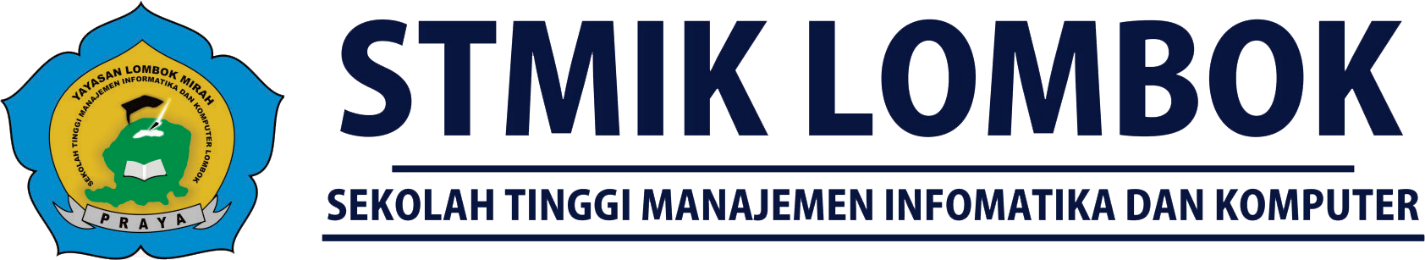 YAYASAN LOMBOK MIRAH
SEKOLAH TINGGI MANAJEMEN INFORMATIKA DAN KOMPUTER LOMBOK
PRAYA
STMIK LOMBOK
SEKOLAH TINGGI MANAJEMEN INFOMATIKA DAN KOMPUTER